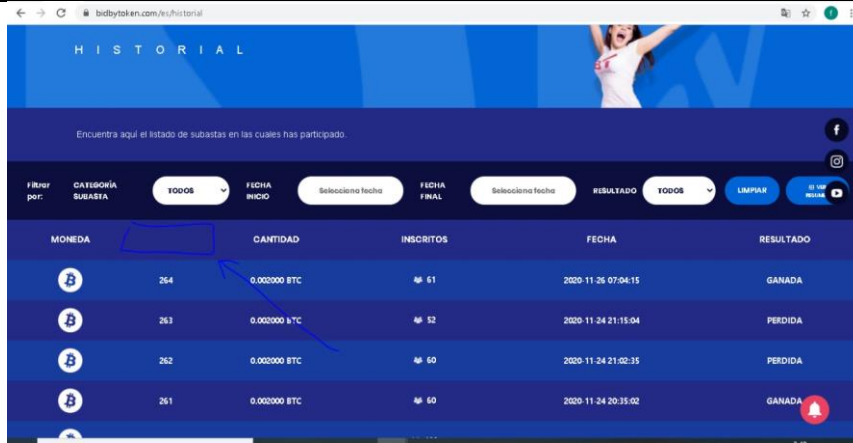 bidbytoken.com/es/historial
HISTORIAL
Encuentra aquí el listado de subastas en las cuales has participado.
Filtrar por:
CATEGORÍA SUBASTA
TODOS
FECHA INICIO
Selecciona fecha
FECHA FINAL
Selecciona fecha
RESULTADO
TODOS
LIMPIAR
MONEDA CANTIDAD INSCRITOS FECHA RESULTADO
264 0.002000 BTC 61 2020-11-26 07:04:15 GANADA
263 0.002000 BTC 52 2020-11-24 21:15:04 PERDIDA
262 0.002000 BTC 60 2020-11-24 21:02:35 PERDIDA
261 0.002000 BTC 60 2020-11-24 20:35:02 GANADA